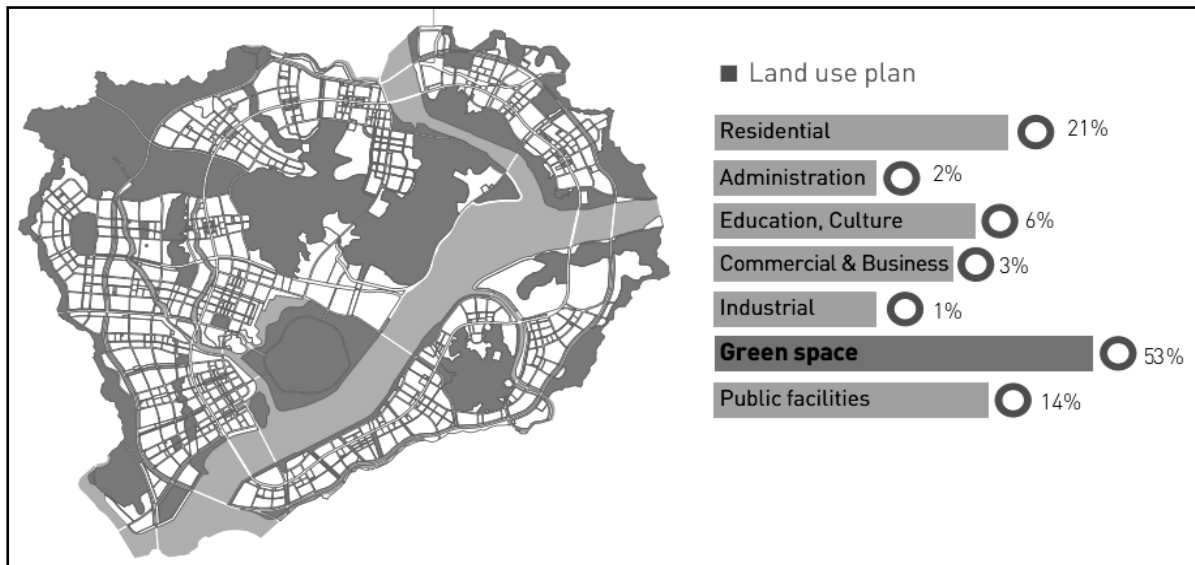 Land use plan
Residential 21%
Administration 2%
Education, Culture 6%
Commercial & Business 3%
Industrial 1%
Green space 53%
Public facilities 14%